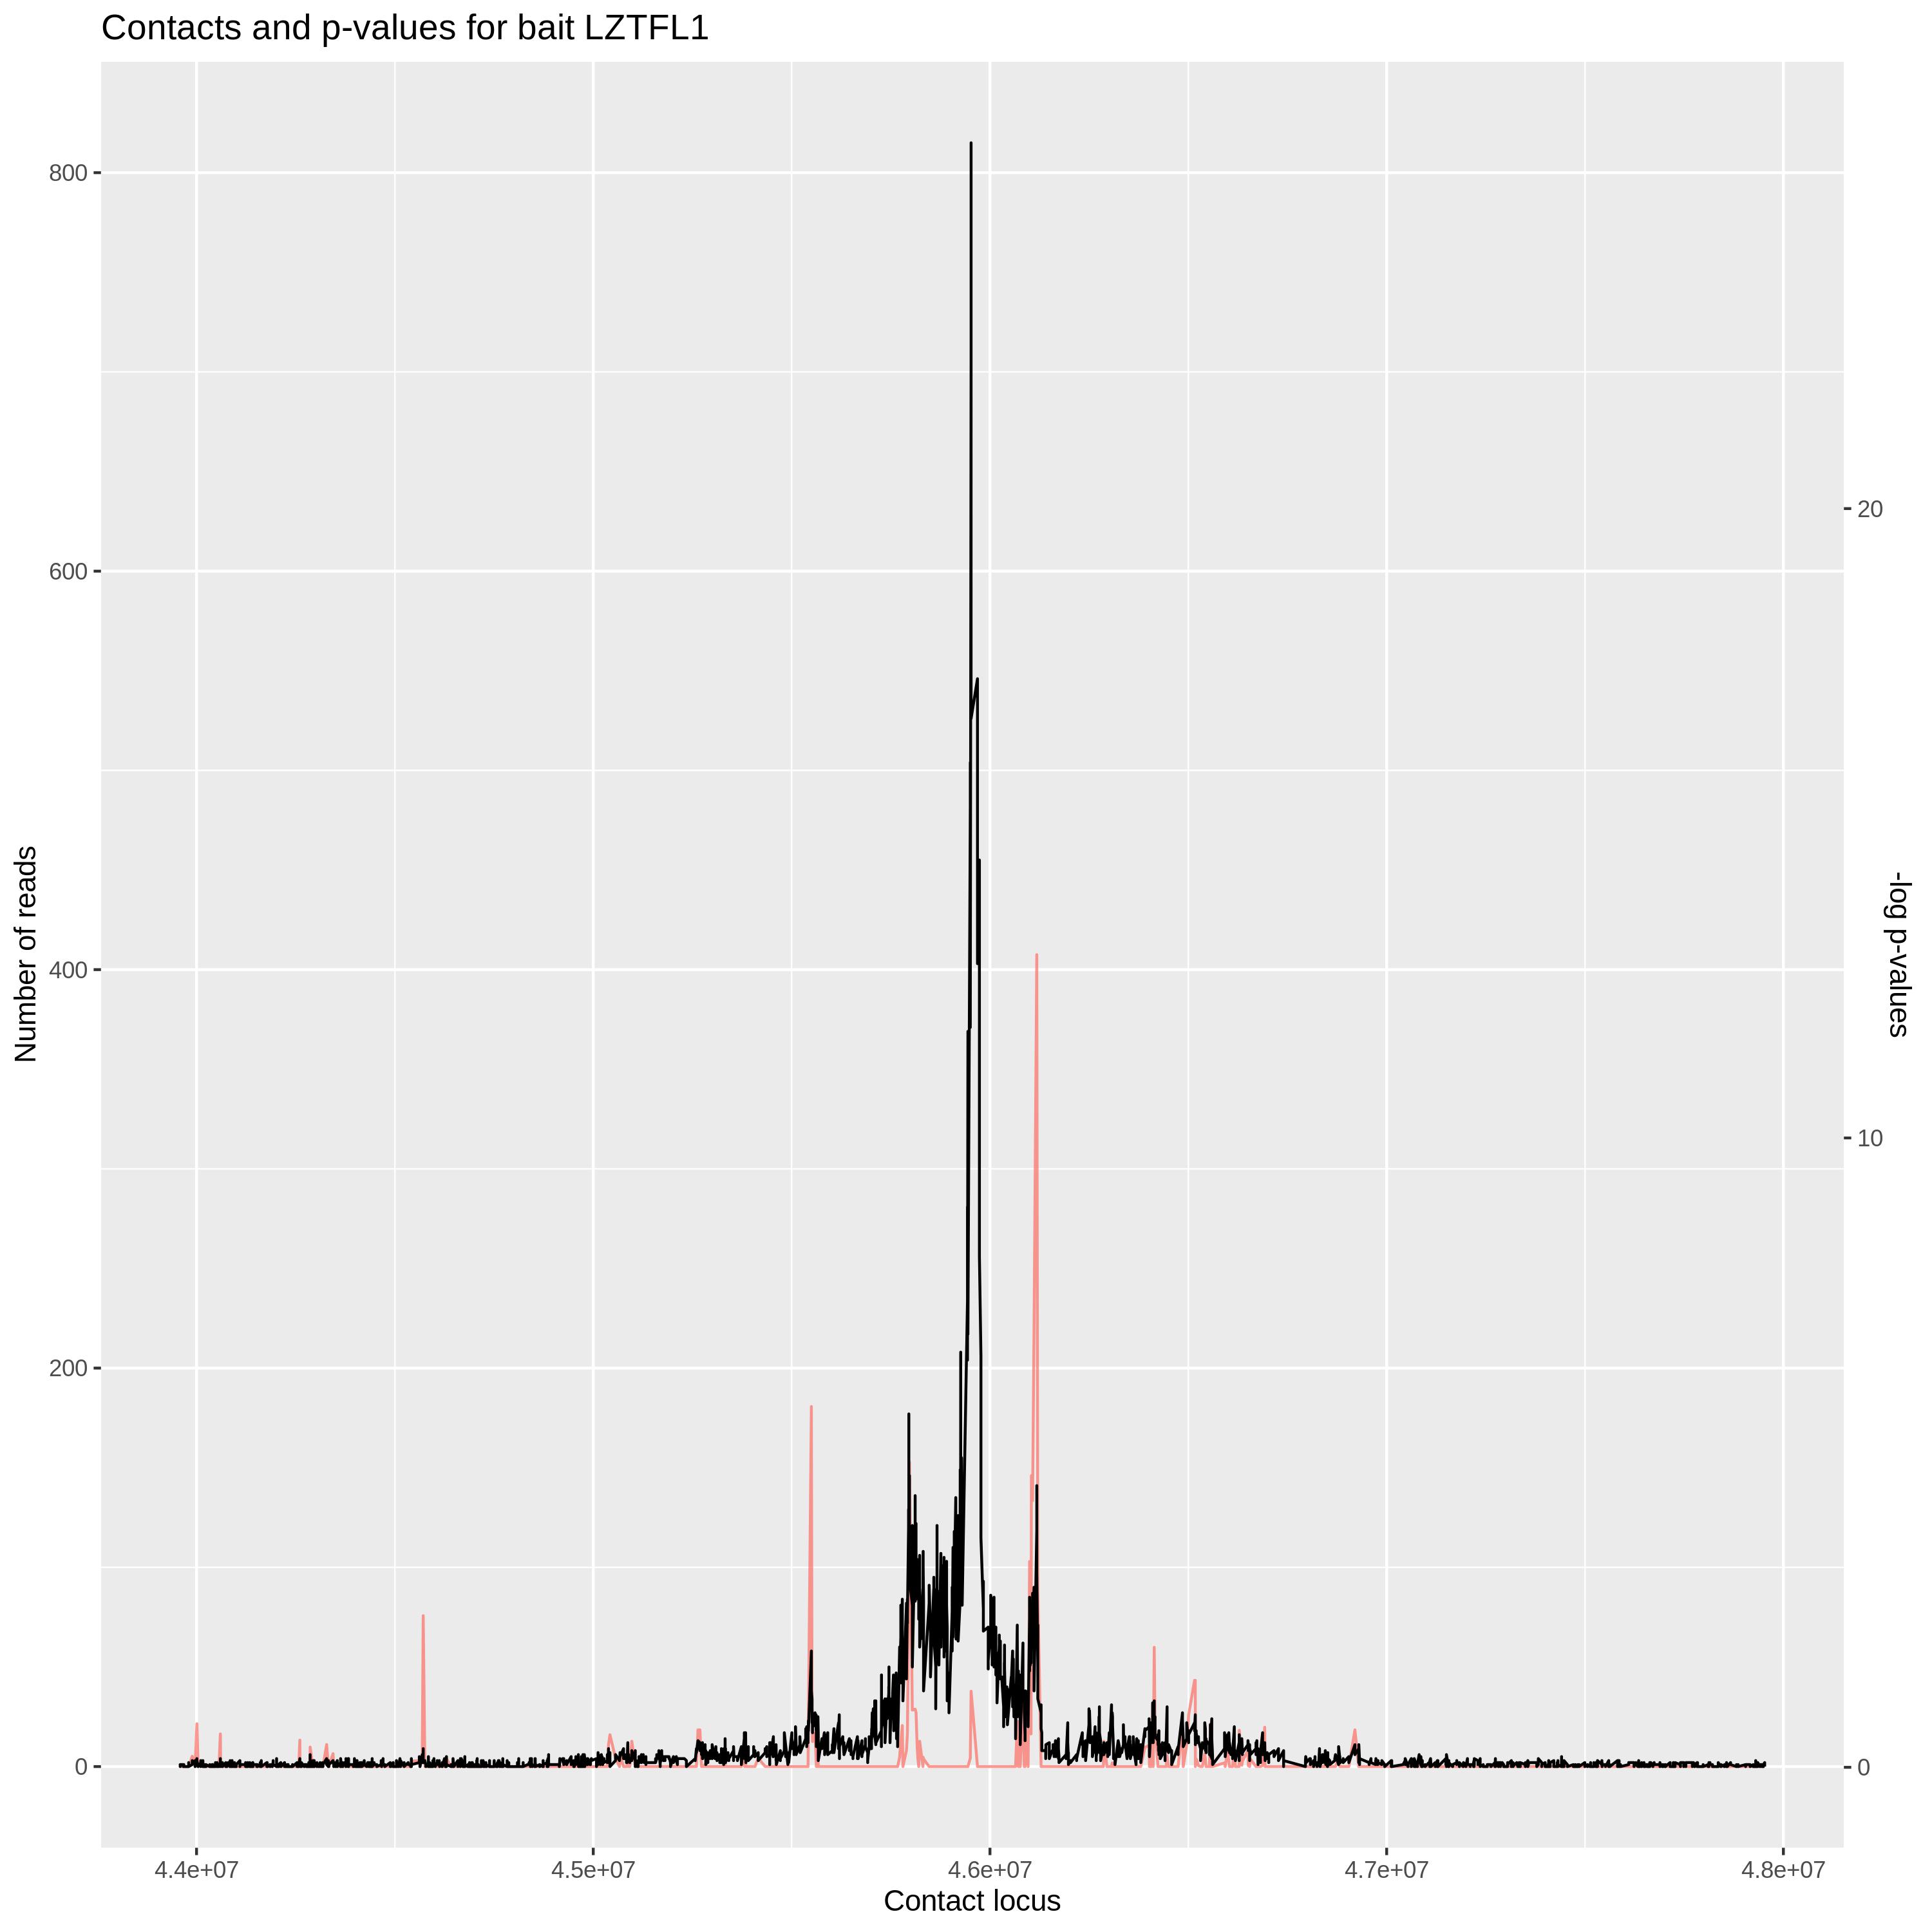 Contacts and p-values for bait LZTFL1
800
600
400
200
0
Number of reads
20
10
0
-log p-values
4.4e+07
4.5e+07
4.6e+07
4.7e+07
4.8e+07
Contact locus